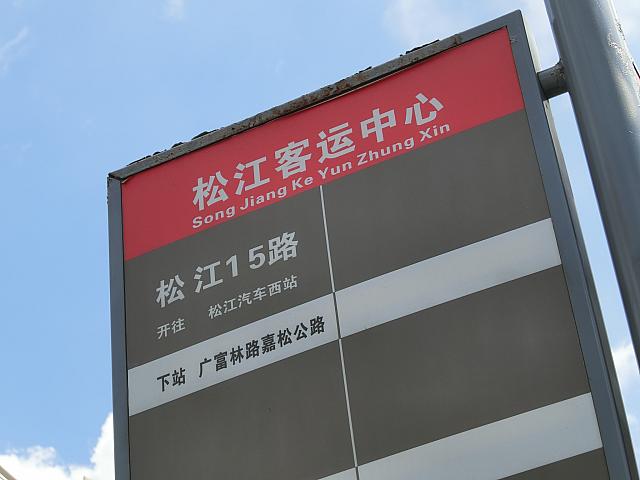 松江客运中心
Song Jiang Ke Yun Zhung Xin
松江15路
开往 松江汽车西站
下站 广富林路嘉松公路